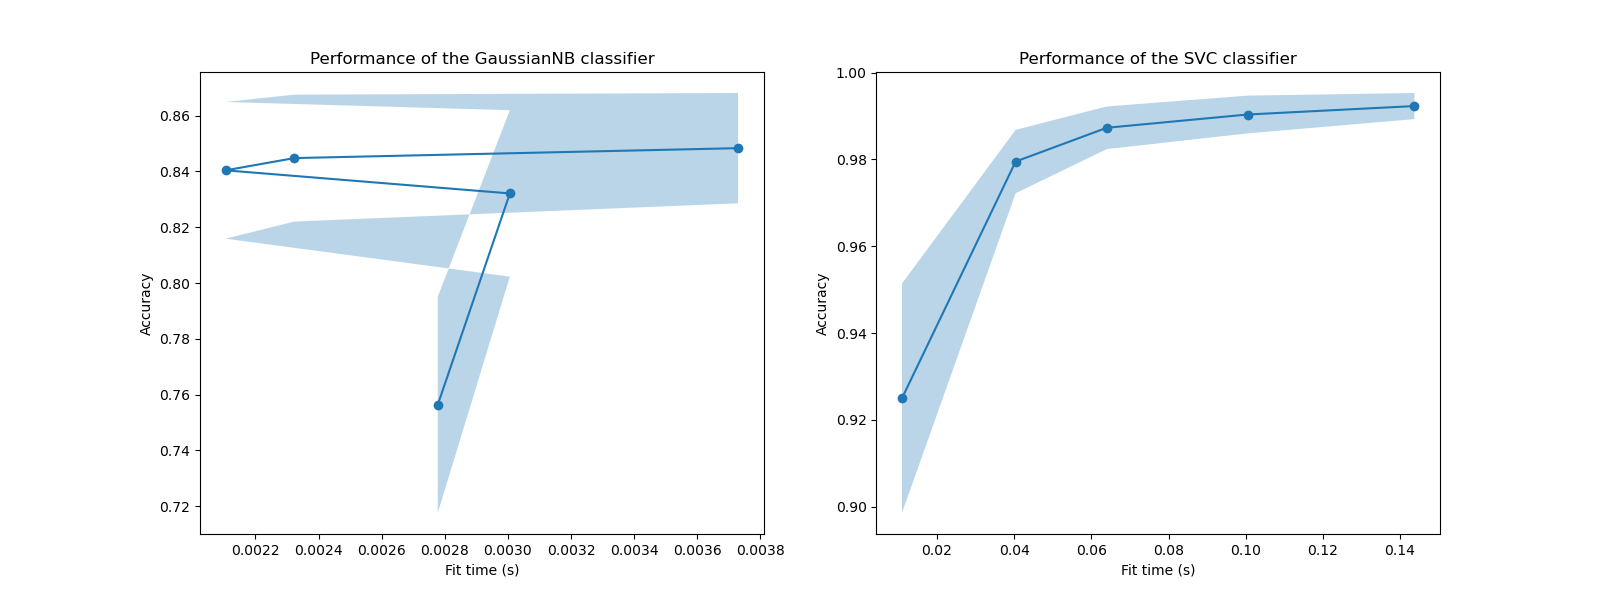 Performance of the GaussianNB classifier
0.86
0.84
0.82
0.80
0.78
0.76
0.74
0.72
Accuracy
0.0022 0.0024 0.0026 0.0028 0.0030 0.0032 0.0034 0.0036 0.0038
Fit time (s)
Performance of the SVC classifier
1.00
0.98
0.96
0.94
0.92
0.90
Accuracy
0.02 0.04 0.06 0.08 0.10 0.12 0.14
Fit time (s)